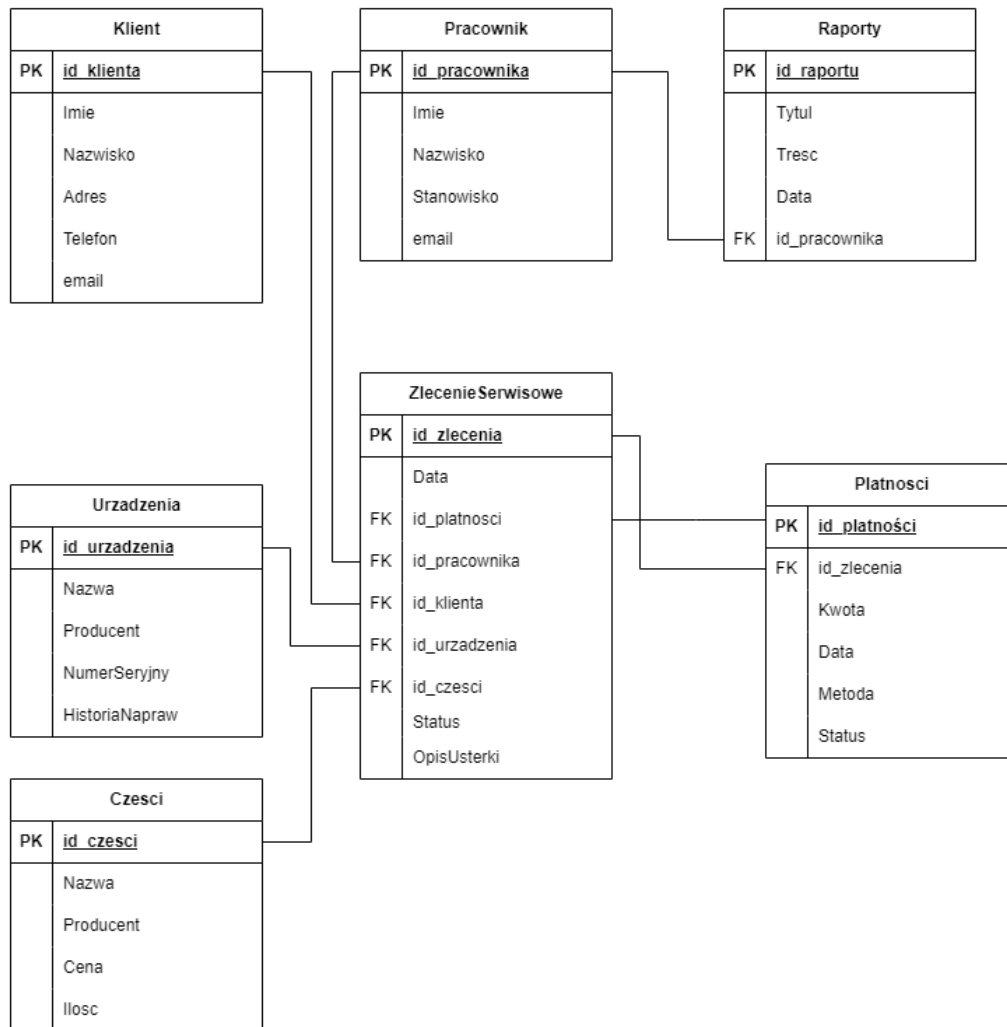 Klient
PK id_klienta
Imie
Nazwisko
Adres
Telefon
email
Pracownik
PK id_pracownika
Imie
Nazwisko
Stanowisko
email
Raporty
PK id_raportu
Tytul
Tresc
Data
FK id_pracownika
ZlecenieSerwisowe
PK id_zlecenia
Data
FK id_platnosci
FK id_pracownika
FK id_klienta
FK id_urzadzenia
FK id_czesci
Status
OpisUsterki
Urzadzenia
PK id_urzadzenia
Nazwa
Producent
NumerSeryjny
HistoriaNapraw
Platnosci
PK id_platności
FK id_zlecenia
Kwota
Data
Metoda
Status
Czesci
PK id_czesci
Nazwa
Producent
Cena
Ilosc